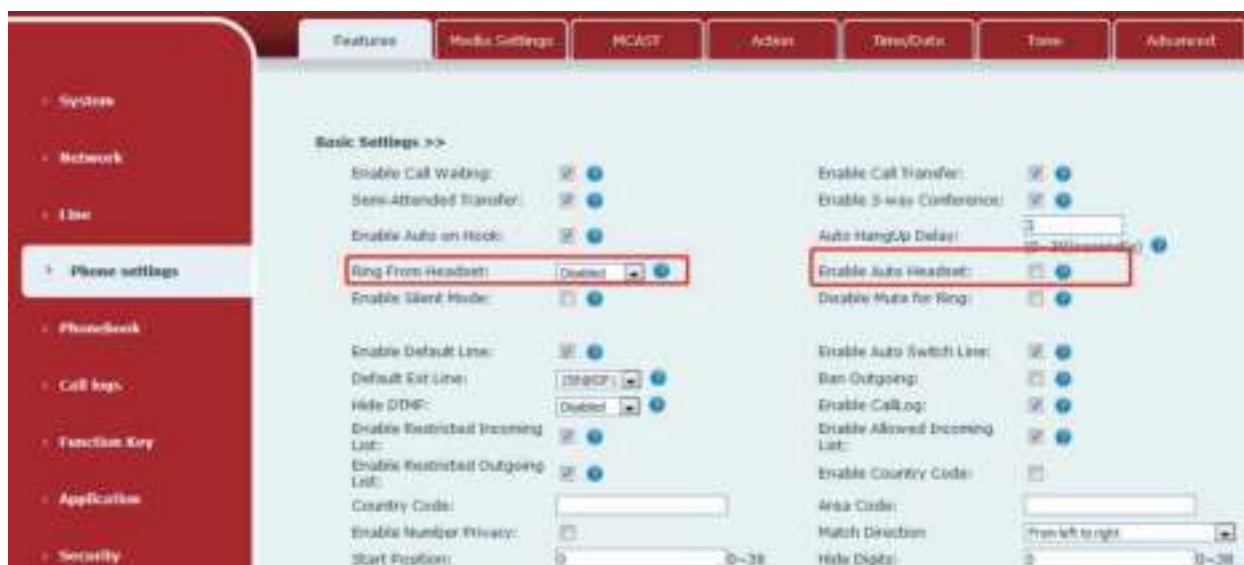 Features Media Settings MCAST Action Time/Date Tone Advanced
System
Network
Line
Phone settings
PhoneBook
Call logs
Function Key
Application
Security
Basic Settings >>
Enable Call Waiting: Enable Call Transfer:
Semi-Attended Transfer: Enable 3-way Conference:
Enable Auto on Hook: Auto HangUp Delay: 3
Ring From Headset: Disabled Enable Auto Headset:
Enable Silent Mode: Disable Mute for Ring:
Enable Default Line: Enable Auto Switch Line:
Default Ext Line: Ban Outgoing:
Hide DTMF: Disabled Enable CallLog:
Enable Restricted Incoming List: Enable Allowed Incoming List:
Enable Restricted Outgoing List: Enable Country Code:
Country Code: Area Code:
Enable Number Privacy: Match Direction From left to right
Start Position: 0 0~38 Hide Digits: 0 0~38